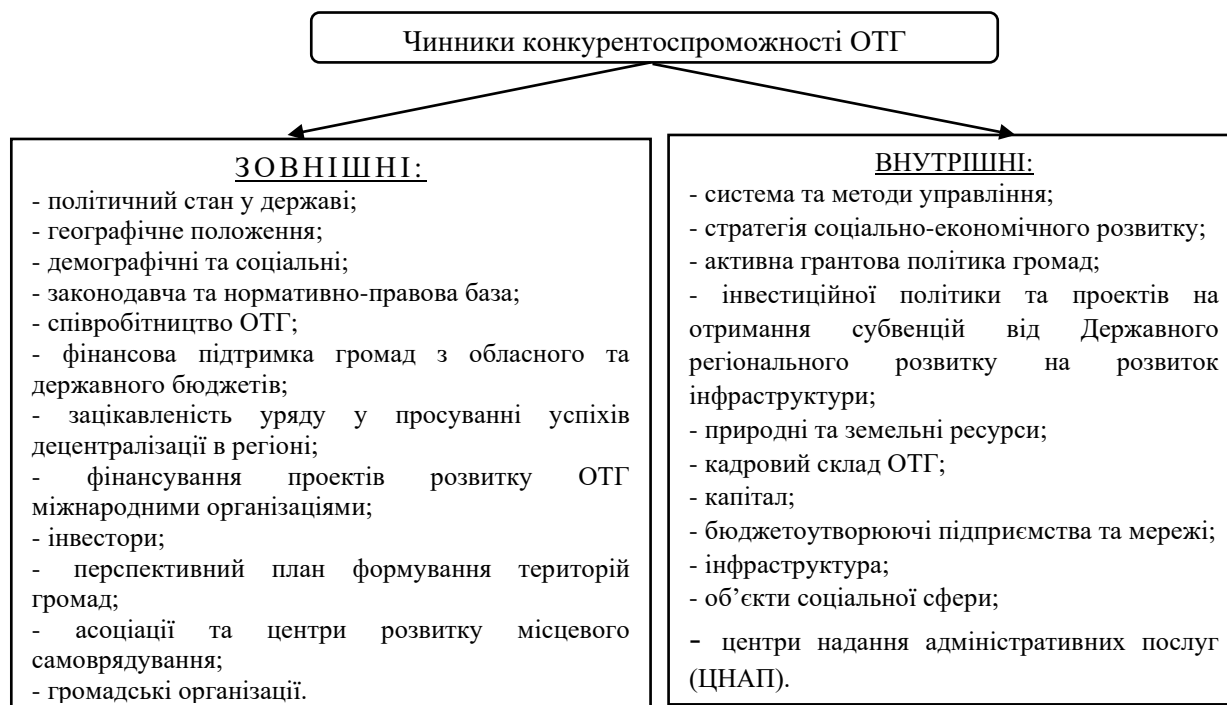 Чинники конкурентоспроможності ОТГ
ЗОВНІШНІ:
- політичний стан у державі;
- географічне положення;
- демографічні та соціальні;
- законодавча та нормативно-правова база;
- співробітництво ОТГ;
- фінансова підтримка громад з обласного та
державного бюджетів;
- зацікавленість уряду у просуванні успіхів
децентралізації в регіоні;
- фінансування проектів розвитку ОТГ
міжнародними організаціями;
- інвестори;
- перспективний план формування територій
громад;
- асоціації та центри розвитку місцевого
самоврядування;
- громадські організації.
ВНУТРІШНІ:
- система та методи управління;
- стратегія соціально-економічного розвитку;
- активна грантова політика громад;
- інвестиційної політики та проектів на
отримання субвенцій від Державного
регіонального розвитку на розвиток
інфраструктури;
- природні та земельні ресурси;
- кадровий склад ОТГ;
- капітал;
- бюджетоутворюючі підприємства та мережі;
- інфраструктура;
- об’єкти соціальної сфери;
- центри надання адміністративних послуг
(ЦНАП).